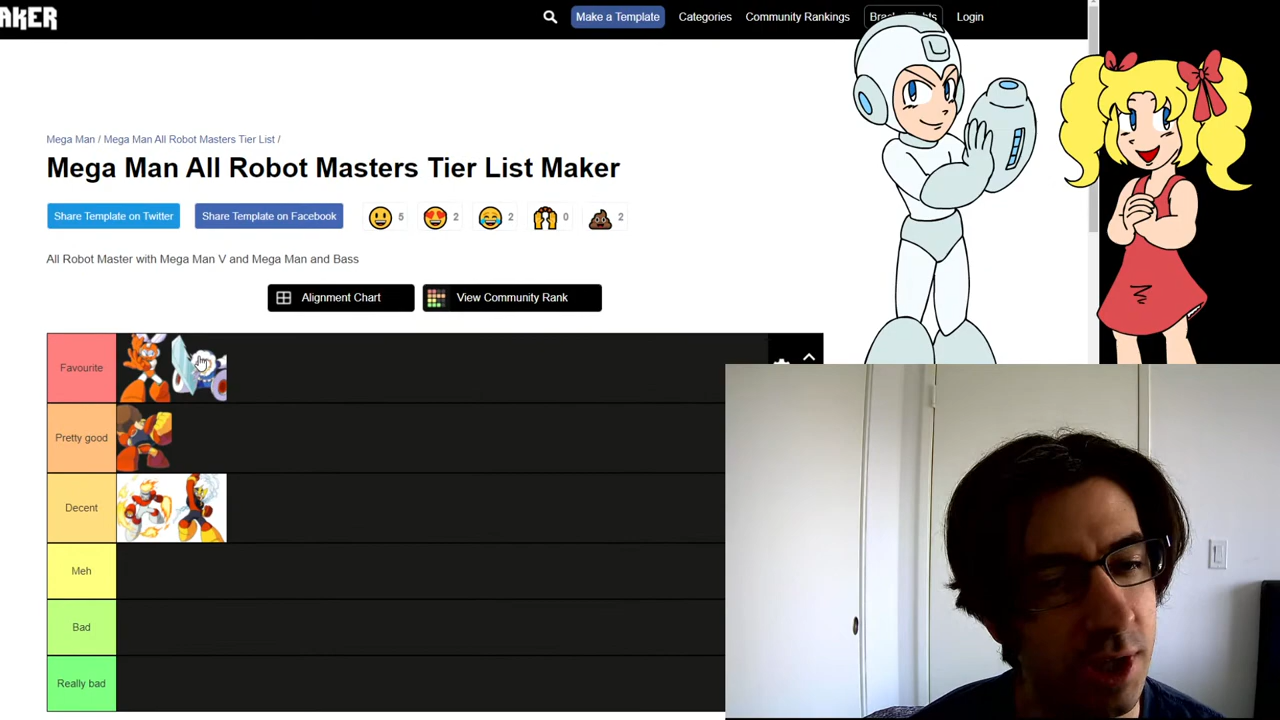 AKER
Make a Template
Categories
Community Rankings
Login
Mega Man / Mega Man All Robot Masters Tier List /
Mega Man All Robot Masters Tier List Maker
Share Template on Twitter
Share Template on Facebook
5
2
2
0
2
All Robot Master with Mega Man V and Mega Man and Bass
Alignment Chart
View Community Rank
Favourite
Pretty good
Decent
Meh
Bad
Really bad